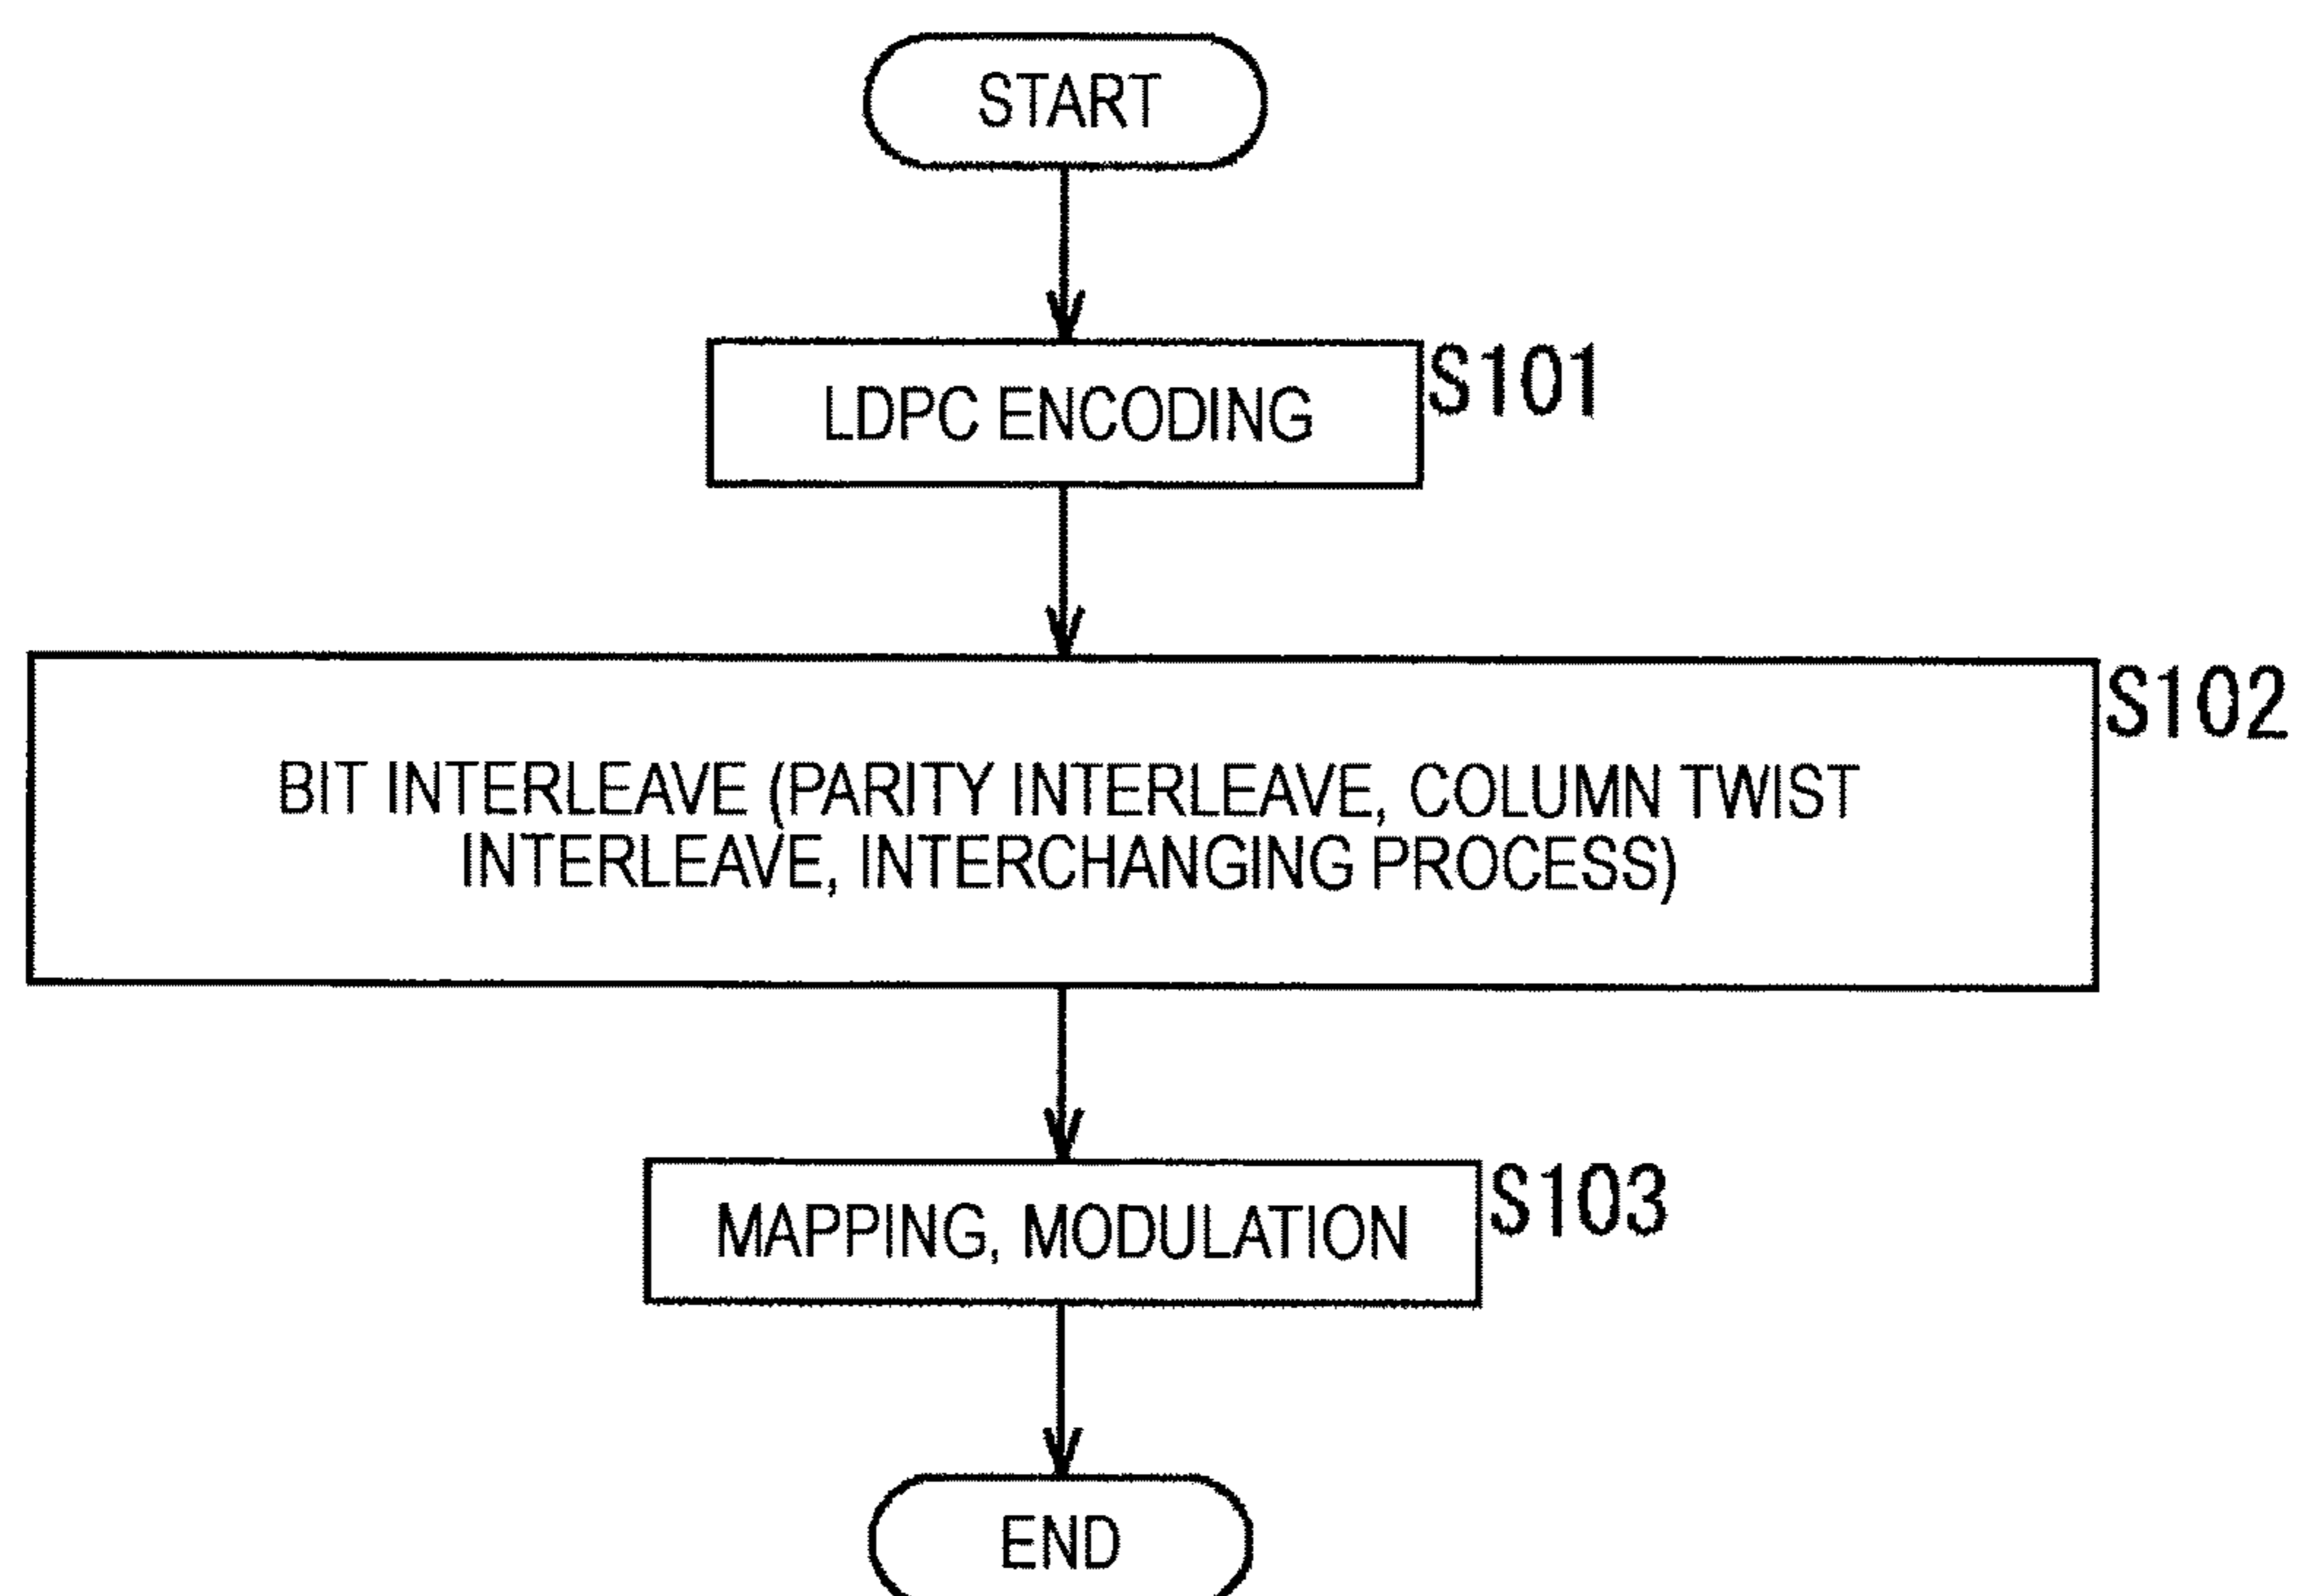 START
LDPC ENCODING
S101
S102
BIT INTERLEAVE (PARITY INTERLEAVE, COLUMN TWIST
INTERLEAVE, INTERCHANGING PROCESS)
MAPPING, MODULATION
S103
END